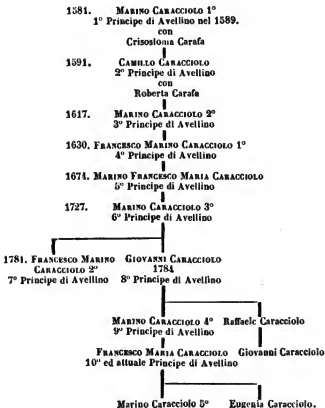 1581. MARINO CARACCIOLO 1°
1° Principe di Avellino nel 1589.
con
Crisostoma Carafa
1591. CAMILLO CARACCIOLO
2° Principe di Avellino
con
Roberta Carafa
1617. MARINO CARACCIOLO 2°
3° Principe di Avellino
1630. FRANCESCO MARINO CARACCIOLO 1°
4° Principe di Avellino
1674. MARINO FRANCESCO MARIA CARACCIOLO
5° Principe di Avellino
1727. MARINO CARACCIOLO 3°
6° Principe di Avellino
1781. FRANCESCO MARINO
CARACCIOLO 2°
7° Principe di Avellino
GIOVANNI CARACCIOLO
1784
8° Principe di Avellino
MARINO CARACCIOLO 4°
9° Principe di Avellino
Raffaele Caracciolo
FRANCESCO MARIA CARACCIOLO
10° ed attuale Principe di Avellino
Giovanni Caracciolo
Marino Caracciolo 5°
Eugenia Caracciolo.